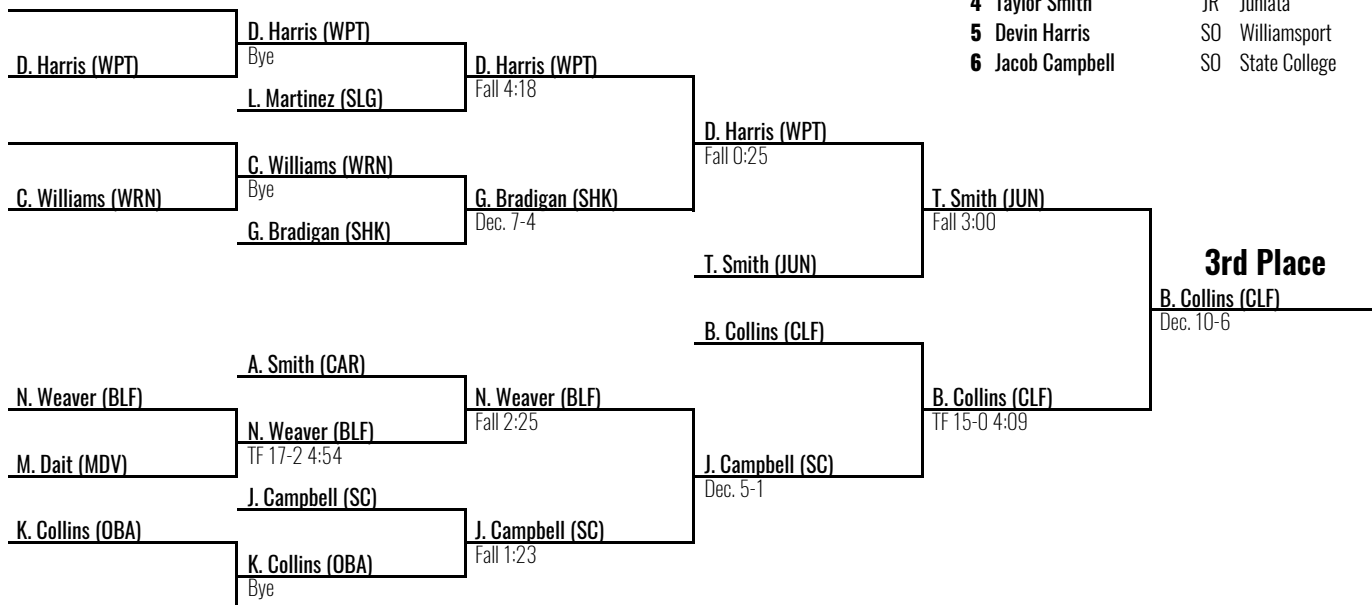 4 Taylor Smith JR Juniata
5 Devin Harris SO Williamsport
6 Jacob Campbell SO State College
D. Harris (WPT)
D. Harris (WPT)
Bye
L. Martinez (SLG)
D. Harris (WPT)
Fall 4:18
C. Williams (WRN)
C. Williams (WRN)
Bye
G. Bradigan (SHK)
G. Bradigan (SHK)
Dec. 7-4
D. Harris (WPT)
Fall 0:25
T. Smith (JUN)
T. Smith (JUN)
Fall 3:00
3rd Place
B. Collins (CLF)
Dec. 10-6
B. Collins (CLF)
B. Collins (CLF)
TF 15-0 4:09
A. Smith (CAR)
N. Weaver (BLF)
M. Dait (MDV)
N. Weaver (BLF)
TF 17-2 4:54
N. Weaver (BLF)
Fall 2:25
J. Campbell (SC)
Dec. 5-1
J. Campbell (SC)
K. Collins (OBA)
K. Collins (OBA)
Bye
J. Campbell (SC)
Fall 1:23